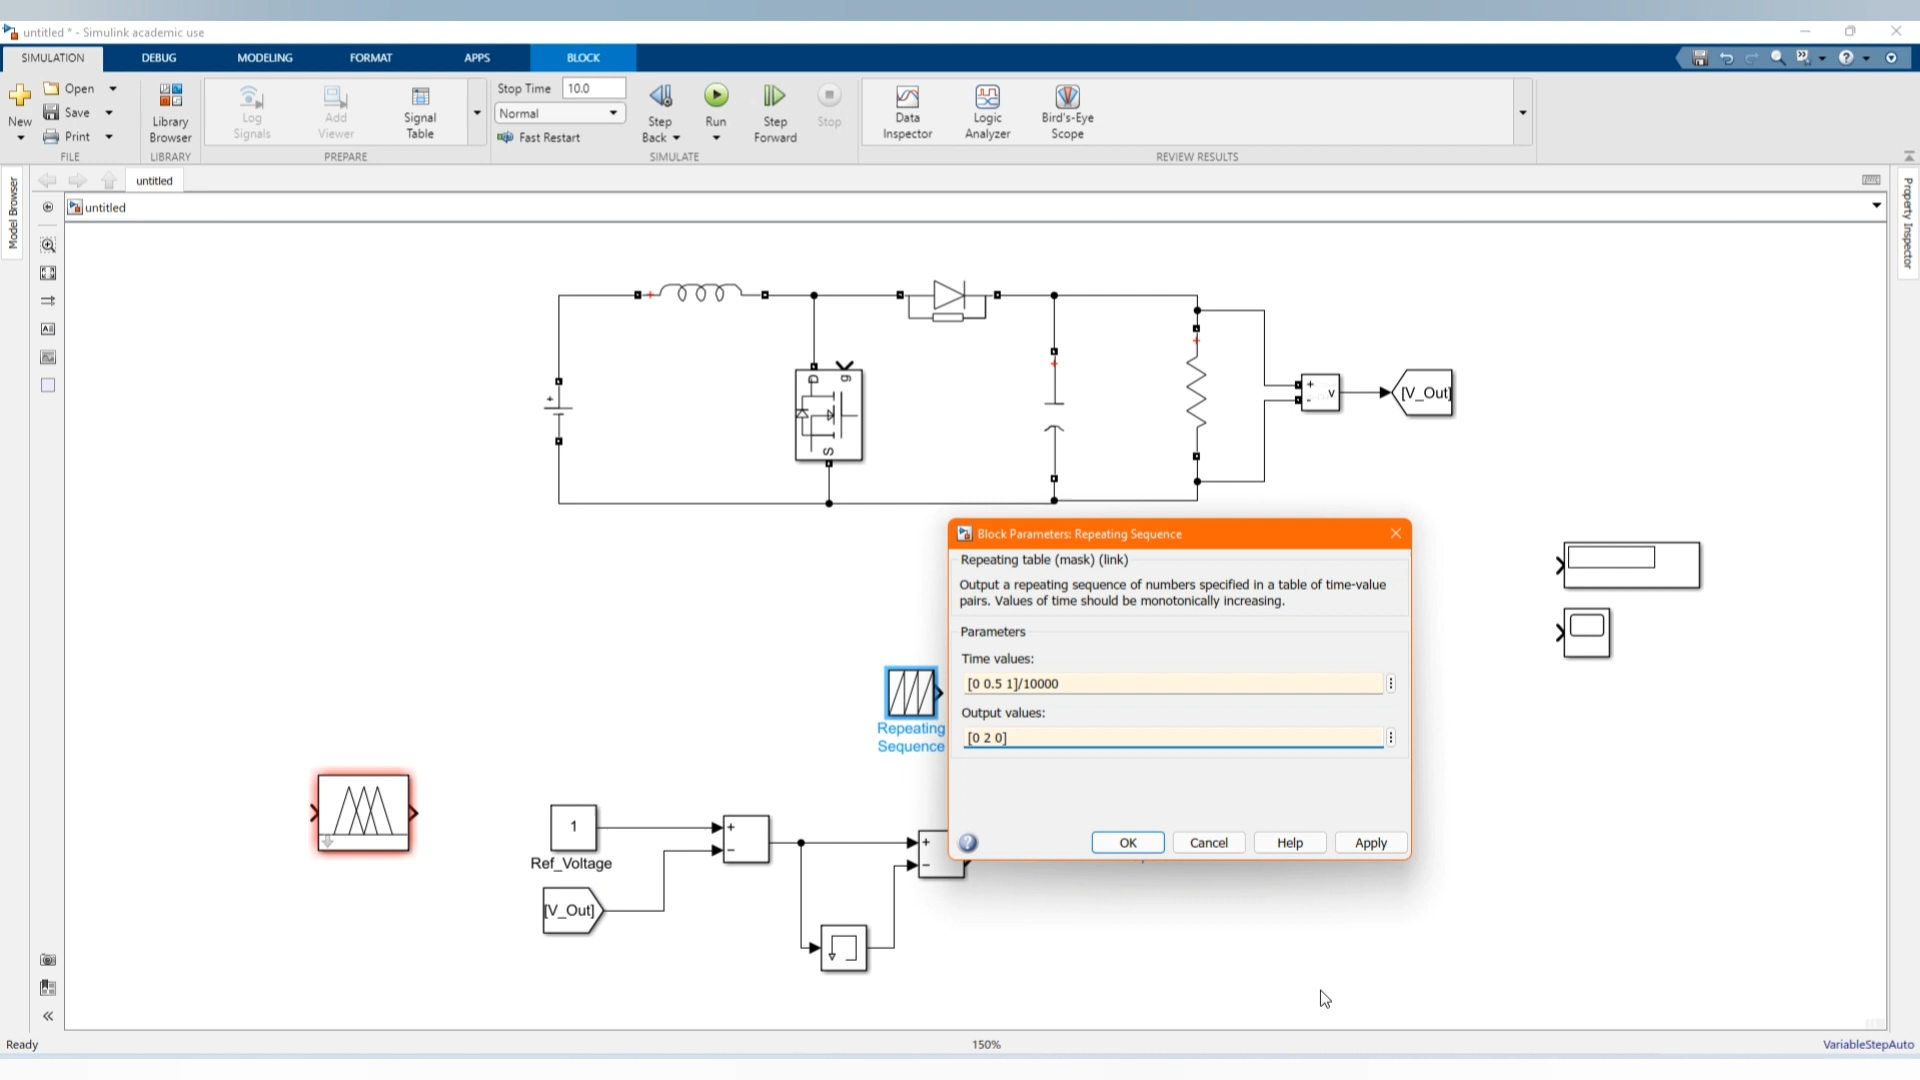 untitled * - Simulink academic use
SIMULATION DEBUG MODELING FORMAT APPS BLOCK
New
Open
Save
Print
FILE
Library
Browser
LIBRARY
Log
Signals
Add
Viewer
Signal
Table
PREPARE
Stop Time 10.0
Normal
Fast Restart
Step
Back
Run
Step
Forward
Stop
SIMULATE
Data
Inspector
Logic
Analyzer
Bird's-Eye
Scope
REVIEW RESULTS
Model Browser
untitled
untitled
Property Inspector
+
+
+
D
g
S
+
+
-
v
[V_Out]
Block Parameters: Repeating Sequence
Repeating table (mask) (link)
Output a repeating sequence of numbers specified in a table of time-value
pairs. Values of time should be monotonically increasing.
Parameters
Time values:
[0 0.5 1]/10000
Output values:
[0 2 0]
OK Cancel Help Apply
Repeating
Sequence
1
Ref_Voltage
[V_Out]
+
-
+
-
Ready
150%
VariableStepAuto